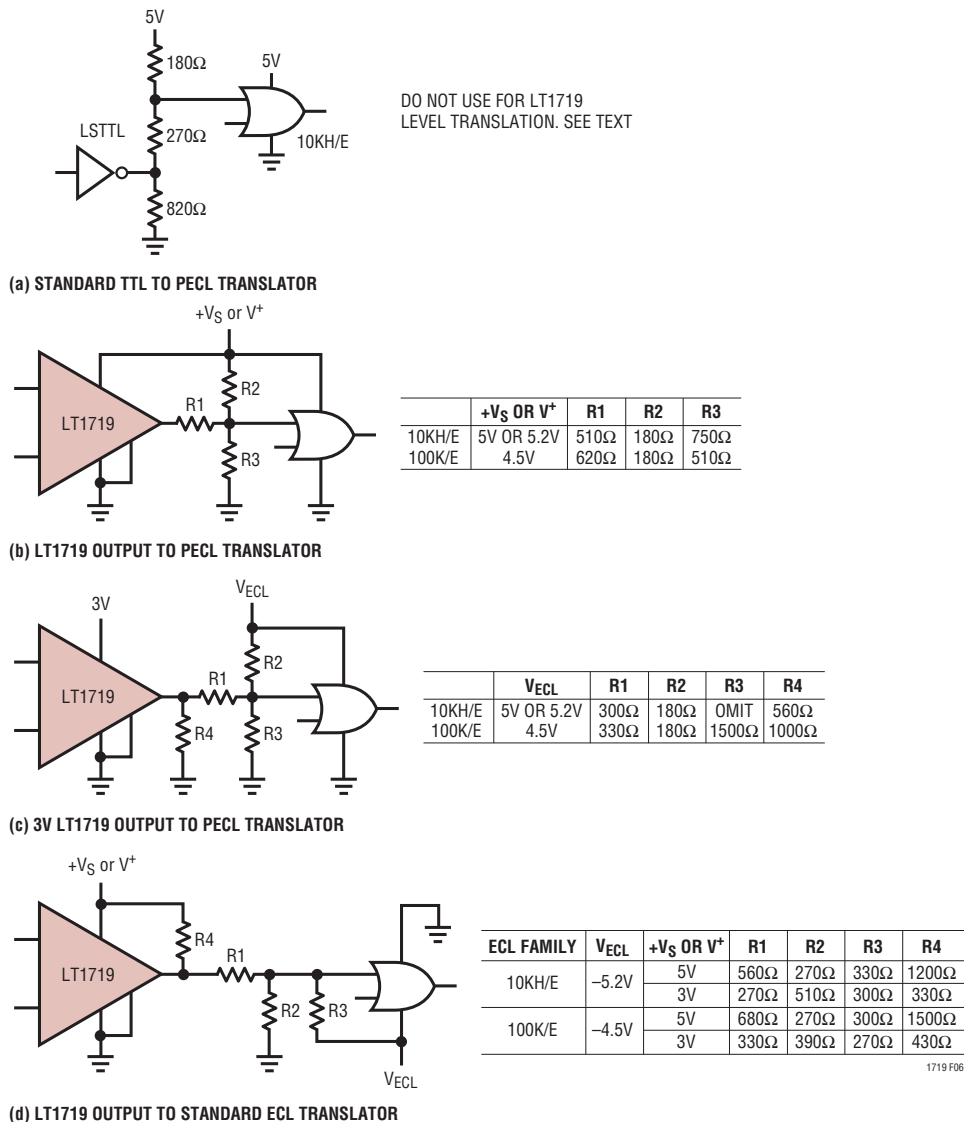 5V
180Ω
5V
LSTTL
270Ω
10KH/E
820Ω
DO NOT USE FOR LT1719
LEVEL TRANSLATION. SEE TEXT
(a) STANDARD TTL TO PECL TRANSLATOR
+VS or V+
R2
R1
LT1719
R3
+VS OR V+ R1 R2 R3
10KH/E 5V OR 5.2V 510Ω 180Ω 750Ω
100K/E 4.5V 620Ω 180Ω 510Ω
(b) LT1719 OUTPUT TO PECL TRANSLATOR
VECL
3V
R2
R1
LT1719
R4
R3
VECL R1 R2 R3 R4
10KH/E 5V OR 5.2V 300Ω 180Ω OMIT 560Ω
100K/E 4.5V 330Ω 180Ω 1500Ω 1000Ω
(c) 3V LT1719 OUTPUT TO PECL TRANSLATOR
+VS or V+
R4
R1
LT1719
R2
R3
VECL
ECL FAMILY VECL +VS OR V+ R1 R2 R3 R4
10KH/E –5.2V 5V 560Ω 270Ω 330Ω 1200Ω
3V 270Ω 510Ω 300Ω 330Ω
100K/E –4.5V 5V 680Ω 270Ω 300Ω 1500Ω
3V 330Ω 390Ω 270Ω 430Ω
1719 F06
(d) LT1719 OUTPUT TO STANDARD ECL TRANSLATOR